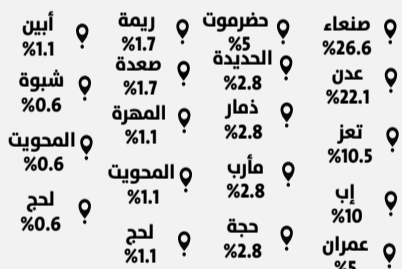 صنعاء
%26.6
عدن
%22.1
تعز
%10.5
إب
%10
عمران
%5
حضرموت
%5
الحديدة
%2.8
ذمار
%2.8
مأرب
%2.8
حجة
%2.8
ريمة
%1.7
صعدة
%1.7
المهرة
%1.1
المحويت
%1.1
لحج
%1.1
أبين
%1.1
شبوة
%0.6
المحويت
%0.6
لحج
%0.6